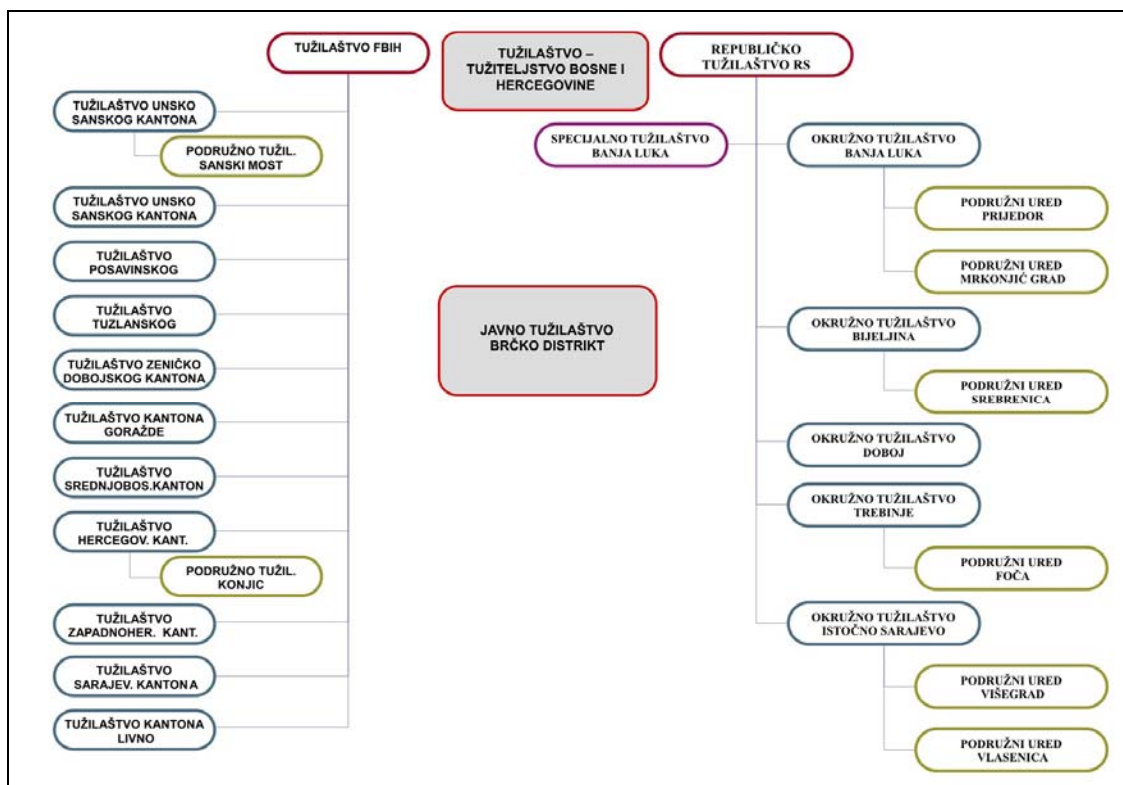 TUŽILAŠTVO FBIH
TUŽILAŠTVO –
TUŽITELJSTVO BOSNE I
HERCEGOVINE
REPUBLIČKO
TUŽILAŠTVO RS
TUŽILAŠTVO UNSKO
SANSKOG KANTONA
PODRUŽNO TUŽIL.
SANSKI MOST
TUŽILAŠTVO UNSKO
SANSKOG KANTONA
TUŽILAŠTVO
POSAVINSKOG
TUŽILAŠTVO
TUZLANSKOG
TUŽILAŠTVO ZENIČKO
DOBOJSKOG KANTONA
TUŽILAŠTVO KANTONA
GORAŽDE
TUŽILAŠTVO
SREDNJOBOS.KANTON
TUŽILAŠTVO
HERCEGOV. KANT.
PODRUŽNO TUŽIL.
KONJIC
TUŽILAŠTVO
ZAPADNOHER. KANT.
TUŽILAŠTVO
SARAJEV. KANTONA
TUŽILAŠTVO KANTONA
LIVNO
JAVNO TUŽILAŠTVO
BRČKO DISTRIKT
SPECIJALNO TUŽILAŠTVO
BANJA LUKA
OKRUŽNO TUŽILAŠTVO
BANJA LUKA
PODRUŽNI URED
PRIJEDOR
PODRUŽNI URED
MRKONJIĆ GRAD
OKRUŽNO TUŽILAŠTVO
BIJELJINA
PODRUŽNI URED
SREBRENICA
OKRUŽNO TUŽILAŠTVO
DOBOJ
OKRUŽNO TUŽILAŠTVO
TREBINJE
PODRUŽNI URED
FOČA
OKRUŽNO TUŽILAŠTVO
ISTOČNO SARAJEVO
PODRUŽNI URED
VIŠEGRAD
PODRUŽNI URED
VLASENICA